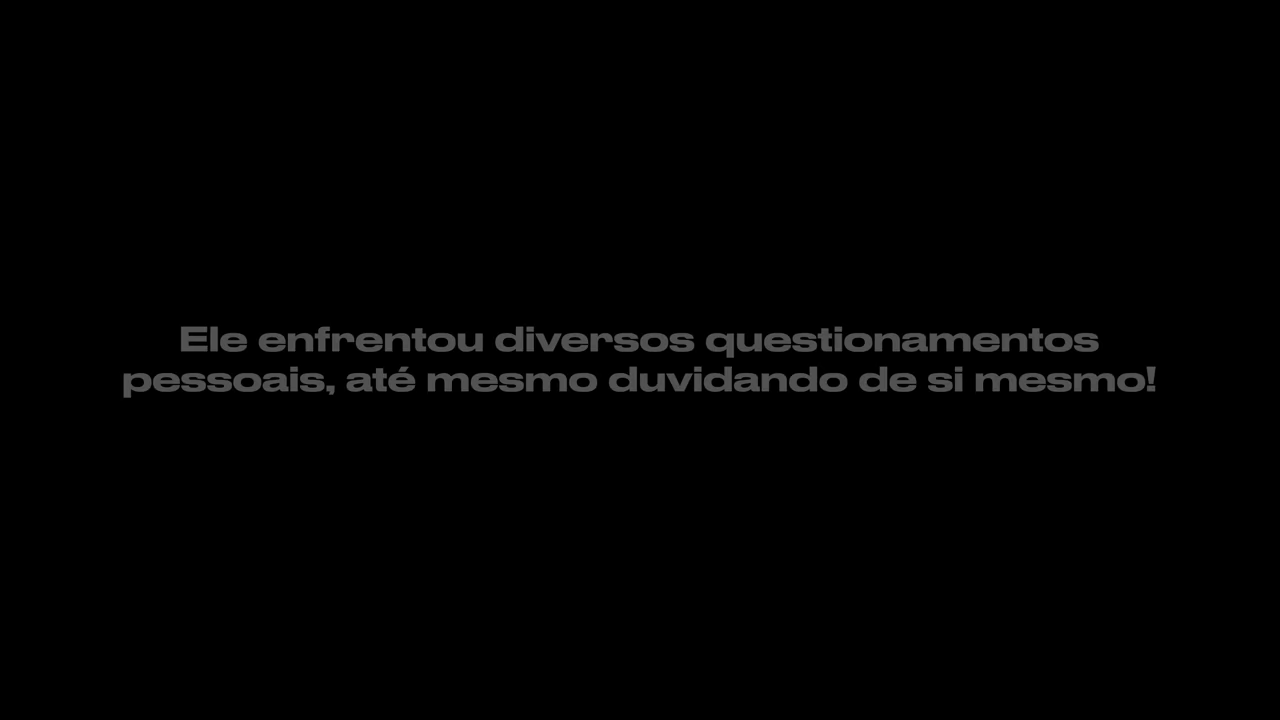 Ele enfrentou diversos questionamentos
pessoais, até mesmo duvidando de si mesmo!